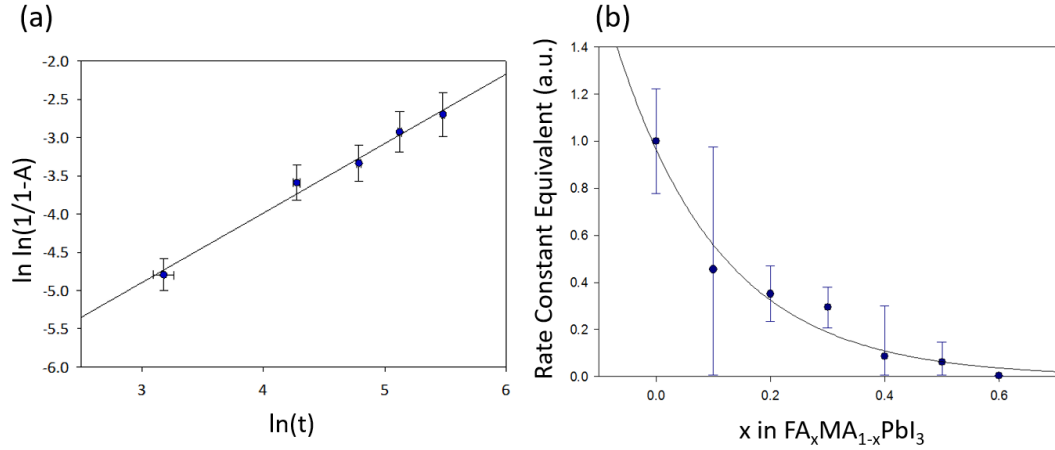 (a)
-2.0
-2.5
-3.0
-3.5
-4.0
-4.5
-5.0
-5.5
-6.0
ln ln(1/1-A)
3 4 5 6
ln(t)
(b)
1.4
1.2
1.0
0.8
0.6
0.4
0.2
0.0
Rate Constant Equivalent (a.u.)
0.0 0.2 0.4 0.6
x in FAₓMA₁₋ₓPbI₃